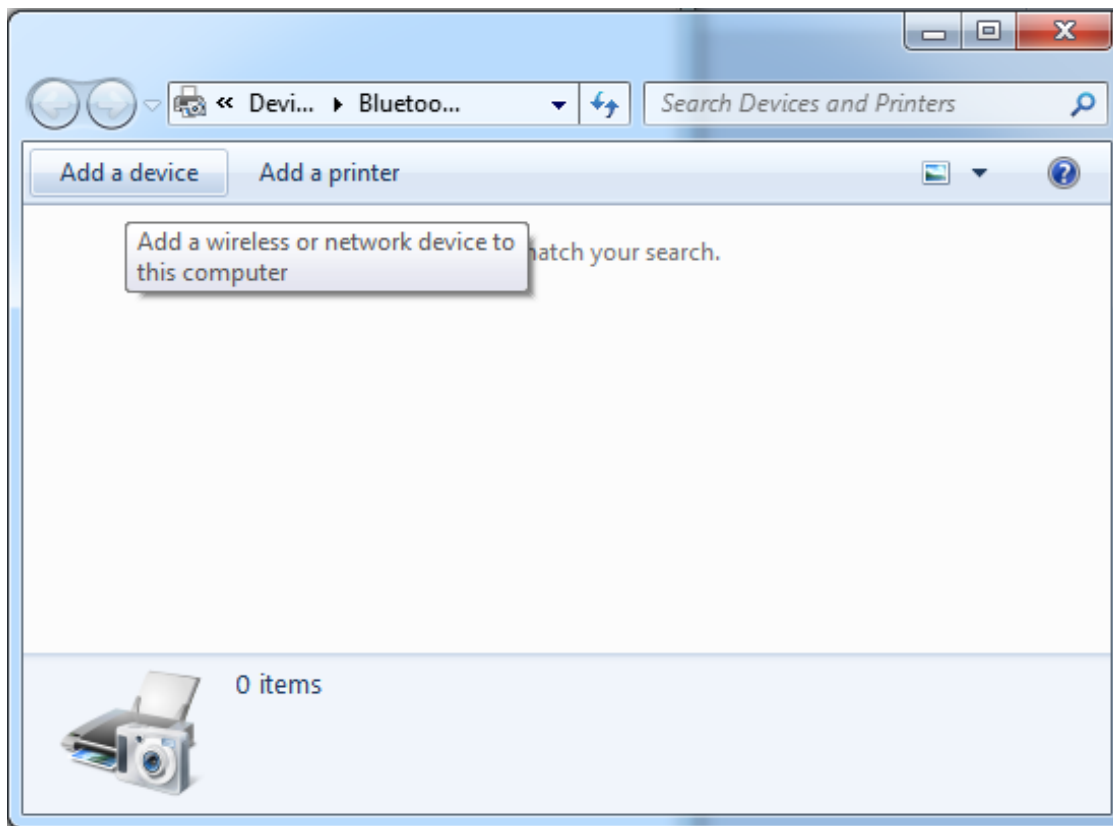 « Devi... ▸ Bluetoo...
Search Devices and Printers
Add a device
Add a printer
Add a wireless or network device to
this computer
match your search.
0 items